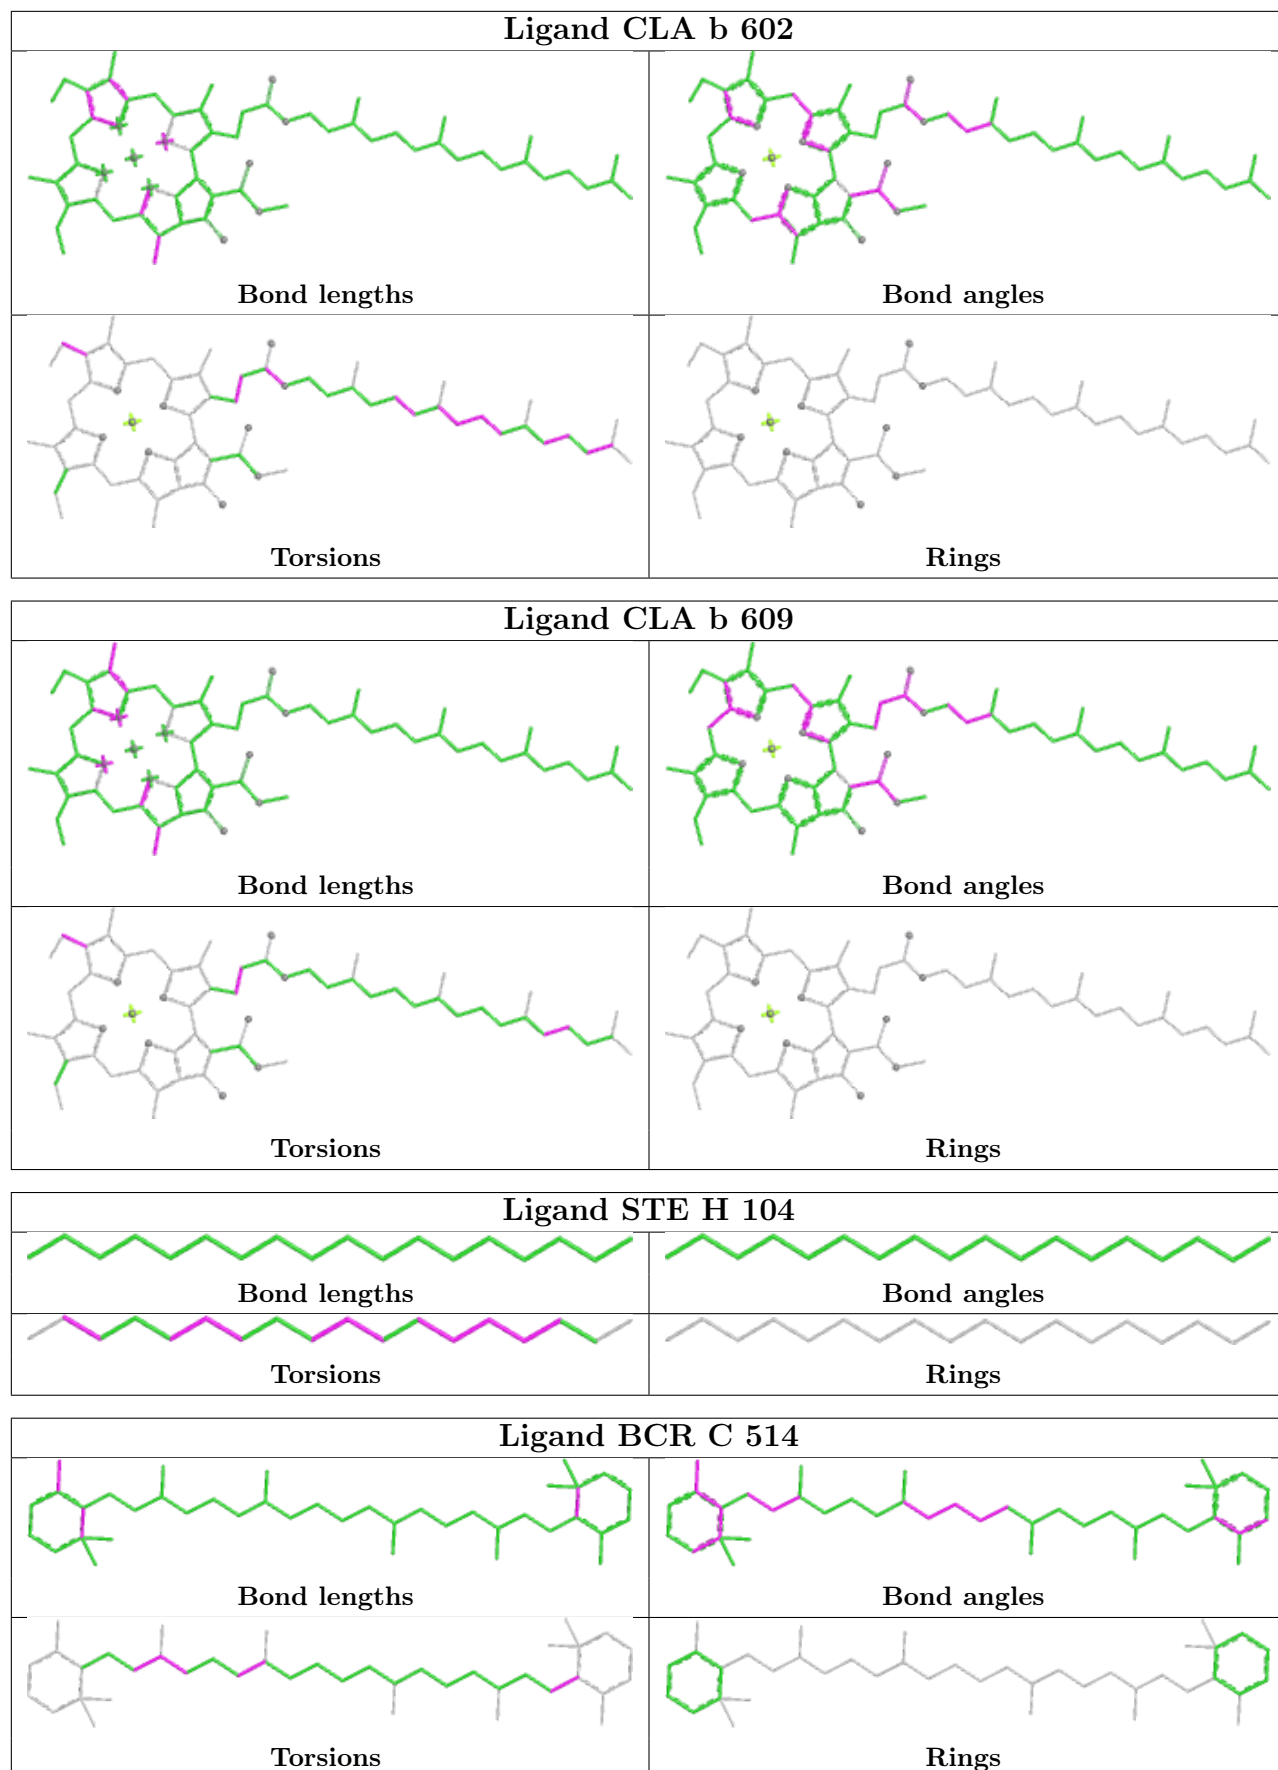 Ligand CLA b 602
Bond lengths
Bond angles
Torsions
Rings
Ligand CLA b 609
Bond lengths
Bond angles
Torsions
Rings
Ligand STE H 104
Bond lengths
Bond angles
Torsions
Rings
Ligand BCR C 514
Bond lengths
Bond angles
Torsions
Rings